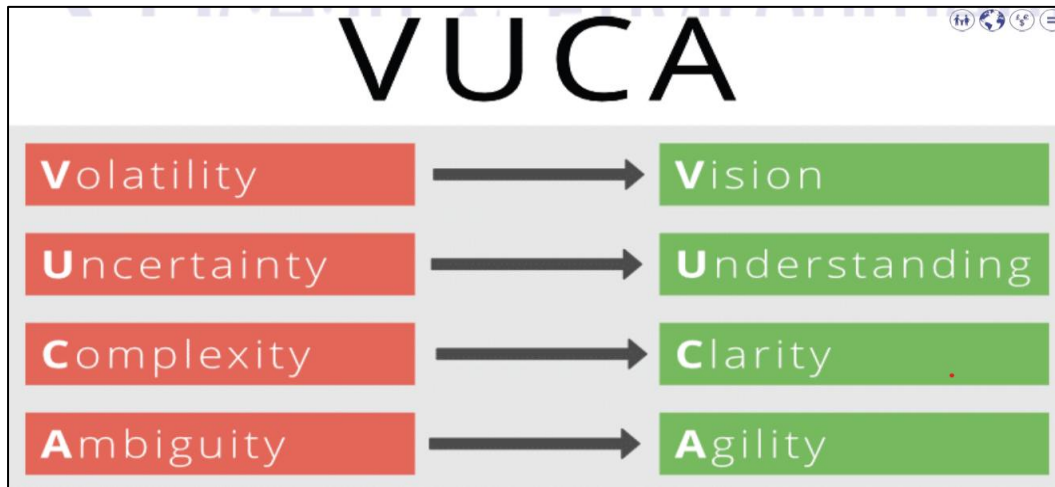 VUCA
Volatility
Vision
Uncertainty
Understanding
Complexity
Clarity
Ambiguity
Agility